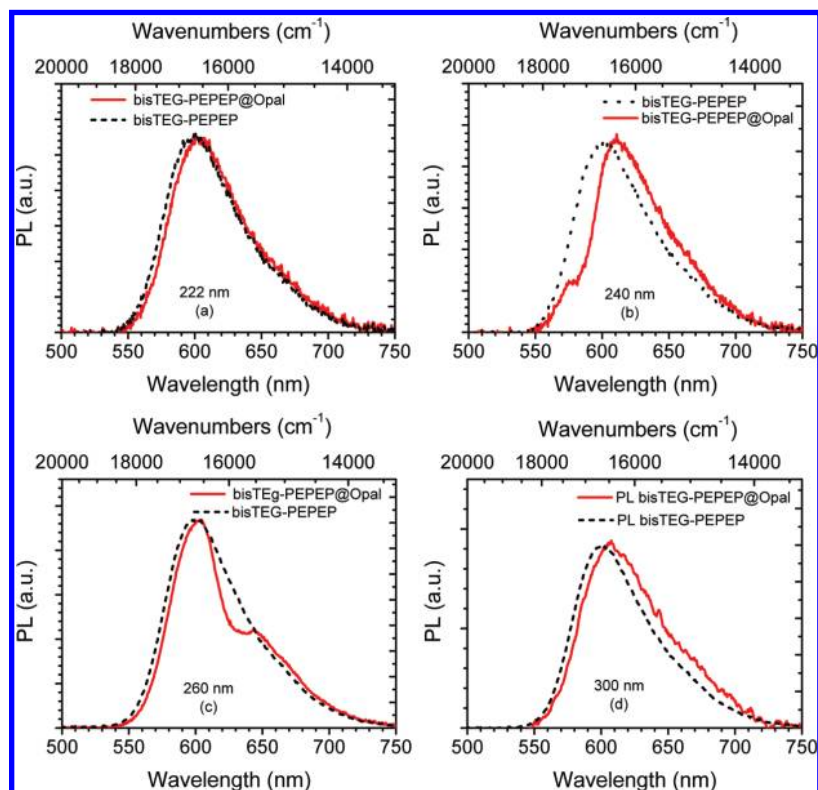 Wavenumbers (cm-1)
20000 18000 16000 14000
bisTEG-PEPEP@Opal
bisTEG-PEPEP
PL (a.u.)
222 nm
(a)
500 550 600 650 700 750
Wavelength (nm)
Wavenumbers (cm-1)
20000 18000 16000 14000
bisTEG-PEPEP
bisTEG-PEPEP@Opal
PL (a.u.)
240 nm
(b)
500 550 600 650 700 750
Wavelength (nm)
Wavenumbers (cm-1)
20000 18000 16000 14000
bisTEg-PEPEP@Opal
bisTEG-PEPEP
PL (a.u.)
260 nm
(c)
500 550 600 650 700 750
Wavelength (nm)
Wavenumbers (cm-1)
20000 18000 16000 14000
PL bisTEG-PEPEP@Opal
PL bisTEG-PEPEP
PL (a.u.)
300 nm
(d)
500 550 600 650 700 750
Wavelength (nm)